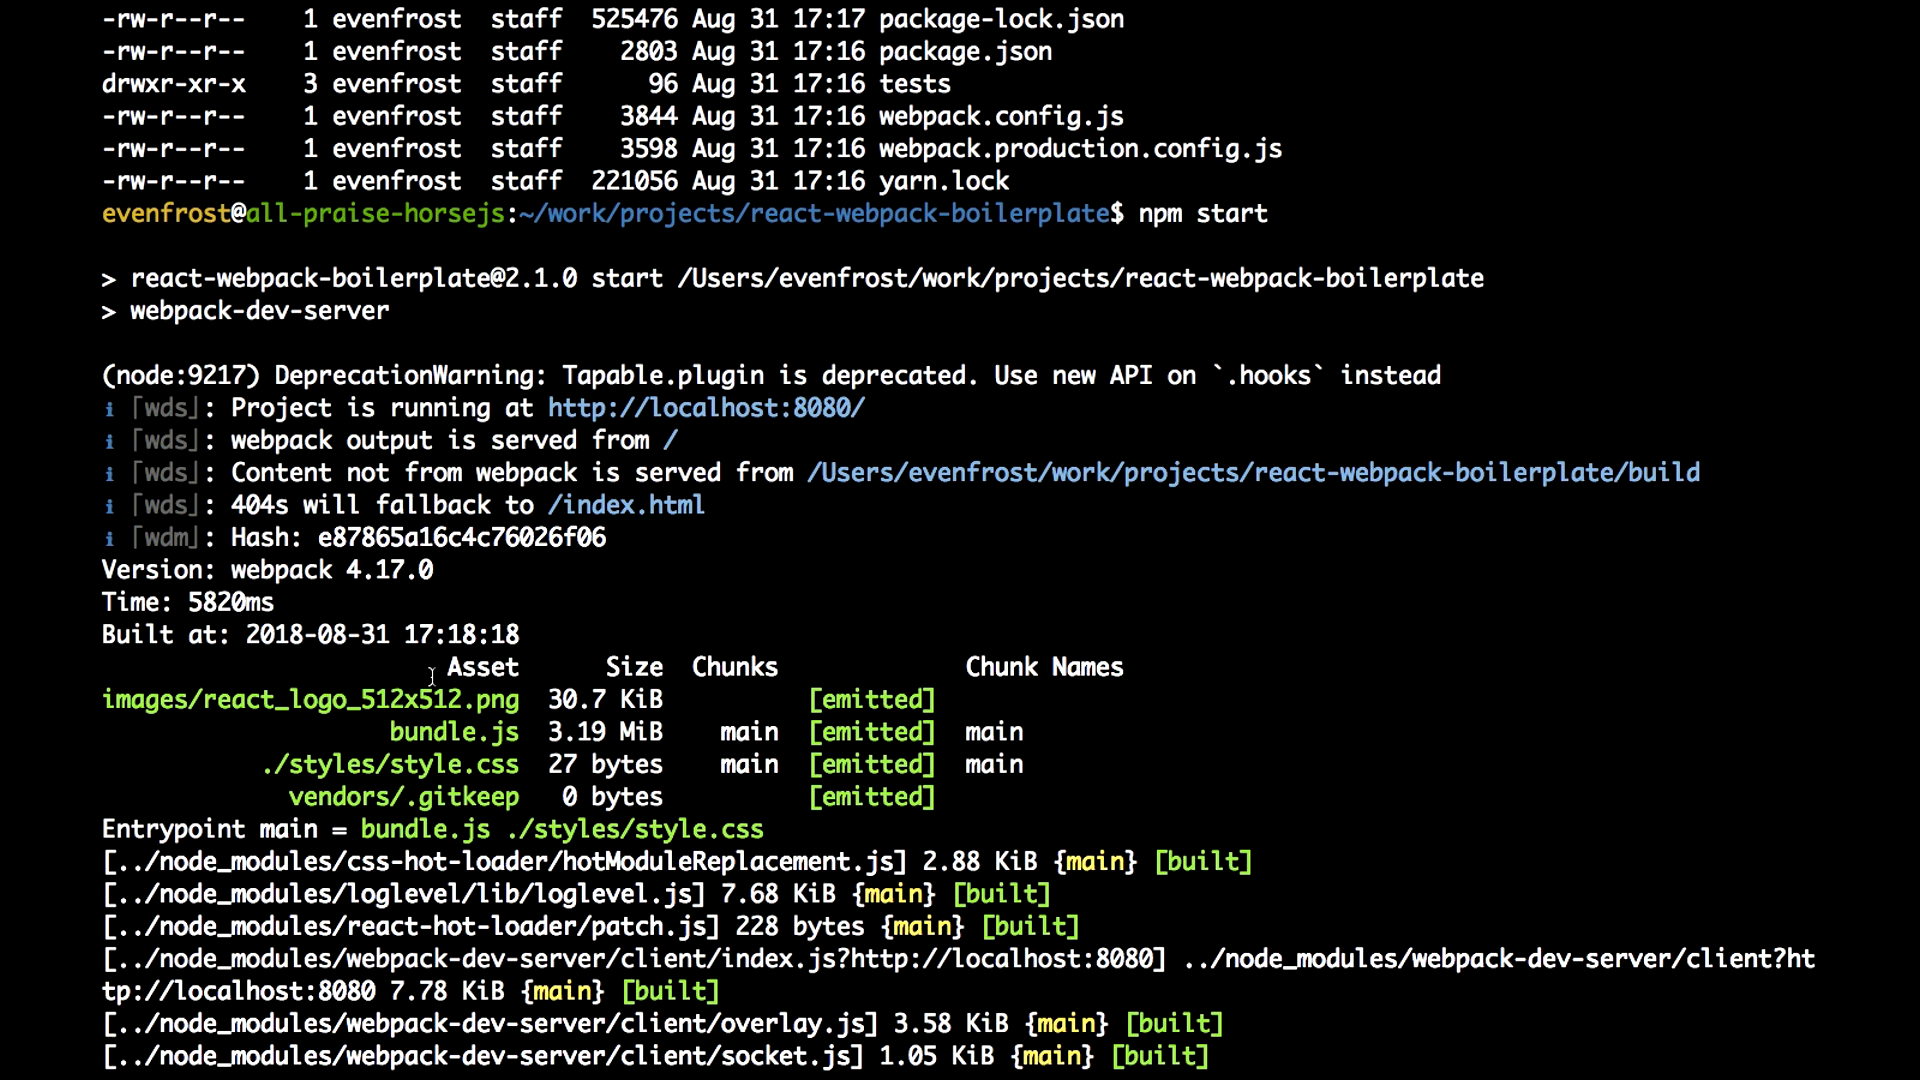 -rw-r--r--    1 evenfrost  staff  525476 Aug 31 17:17 package-lock.json
-rw-r--r--    1 evenfrost  staff    2803 Aug 31 17:16 package.json
drwxr-xr-x    3 evenfrost  staff      96 Aug 31 17:16 tests
-rw-r--r--    1 evenfrost  staff    3844 Aug 31 17:16 webpack.config.js
-rw-r--r--    1 evenfrost  staff    3598 Aug 31 17:16 webpack.production.config.js
-rw-r--r--    1 evenfrost  staff  221056 Aug 31 17:16 yarn.lock
evenfrost@all-praise-horsejs:~/work/projects/react-webpack-boilerplate$ npm start
> react-webpack-boilerplate@2.1.0 start /Users/evenfrost/work/projects/react-webpack-boilerplate
> webpack-dev-server
(node:9217) DeprecationWarning: Tapable.plugin is deprecated. Use new API on `.hooks` instead
ℹ ｢wds｣: Project is running at http://localhost:8080/
ℹ ｢wds｣: webpack output is served from /
ℹ ｢wds｣: Content not from webpack is served from /Users/evenfrost/work/projects/react-webpack-boilerplate/build
ℹ ｢wds｣: 404s will fallback to /index.html
ℹ ｢wdm｣: Hash: e87865a16c4c76026f06
Version: webpack 4.17.0
Time: 5820ms
Built at: 2018-08-31 17:18:18
                        Asset      Size  Chunks             Chunk Names
images/react_logo_512x512.png  30.7 KiB          [emitted]
                    bundle.js  3.19 MiB    main  [emitted]  main
           ./styles/style.css  27 bytes    main  [emitted]  main
             vendors/.gitkeep   0 bytes          [emitted]
Entrypoint main = bundle.js ./styles/style.css
[../node_modules/css-hot-loader/hotModuleReplacement.js] 2.88 KiB {main} [built]
[../node_modules/loglevel/lib/loglevel.js] 7.68 KiB {main} [built]
[../node_modules/react-hot-loader/patch.js] 228 bytes {main} [built]
[../node_modules/webpack-dev-server/client/index.js?http://localhost:8080] ../node_modules/webpack-dev-server/client?ht
tp://localhost:8080 7.78 KiB {main} [built]
[../node_modules/webpack-dev-server/client/overlay.js] 3.58 KiB {main} [built]
[../node_modules/webpack-dev-server/client/socket.js] 1.05 KiB {main} [built]